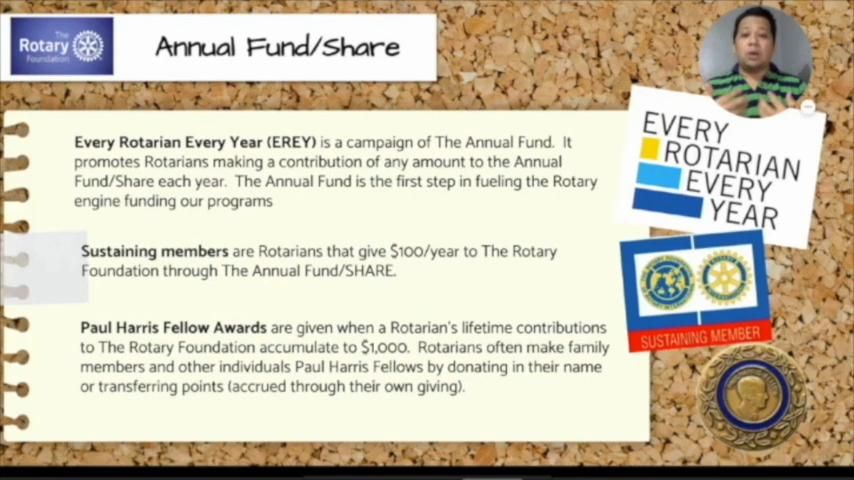 The
Rotary
Foundation
Annual Fund/Share
Every Rotarian Every Year (EREY) is a campaign of The Annual Fund. It
promotes Rotarians making a contribution of any amount to the Annual
Fund/Share each year. The Annual Fund is the first step in fueling the Rotary
engine funding our programs
Sustaining members are Rotarians that give $100/year to The Rotary
Foundation through The Annual Fund/SHARE.
Paul Harris Fellow Awards are given when a Rotarian's lifetime contributions
to The Rotary Foundation accumulate to $1,000. Rotarians often make family
members and other individuals Paul Harris Fellows by donating in their name
or transferring points (accrued through their own giving).
EVERY
ROTARIAN
EVERY
YEAR
SUSTAINING MEMBER